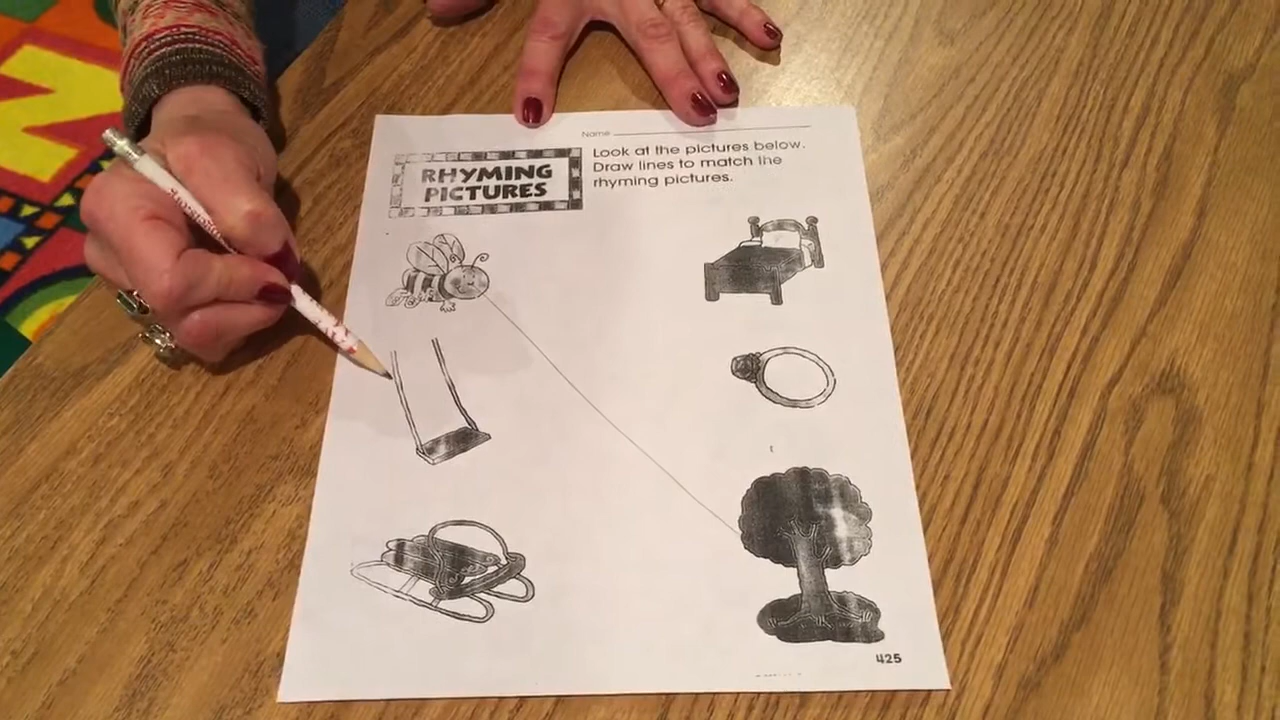 Name
Look at the pictures below.
Draw lines to match the
rhyming pictures.
RHYMING
PICTURES
425